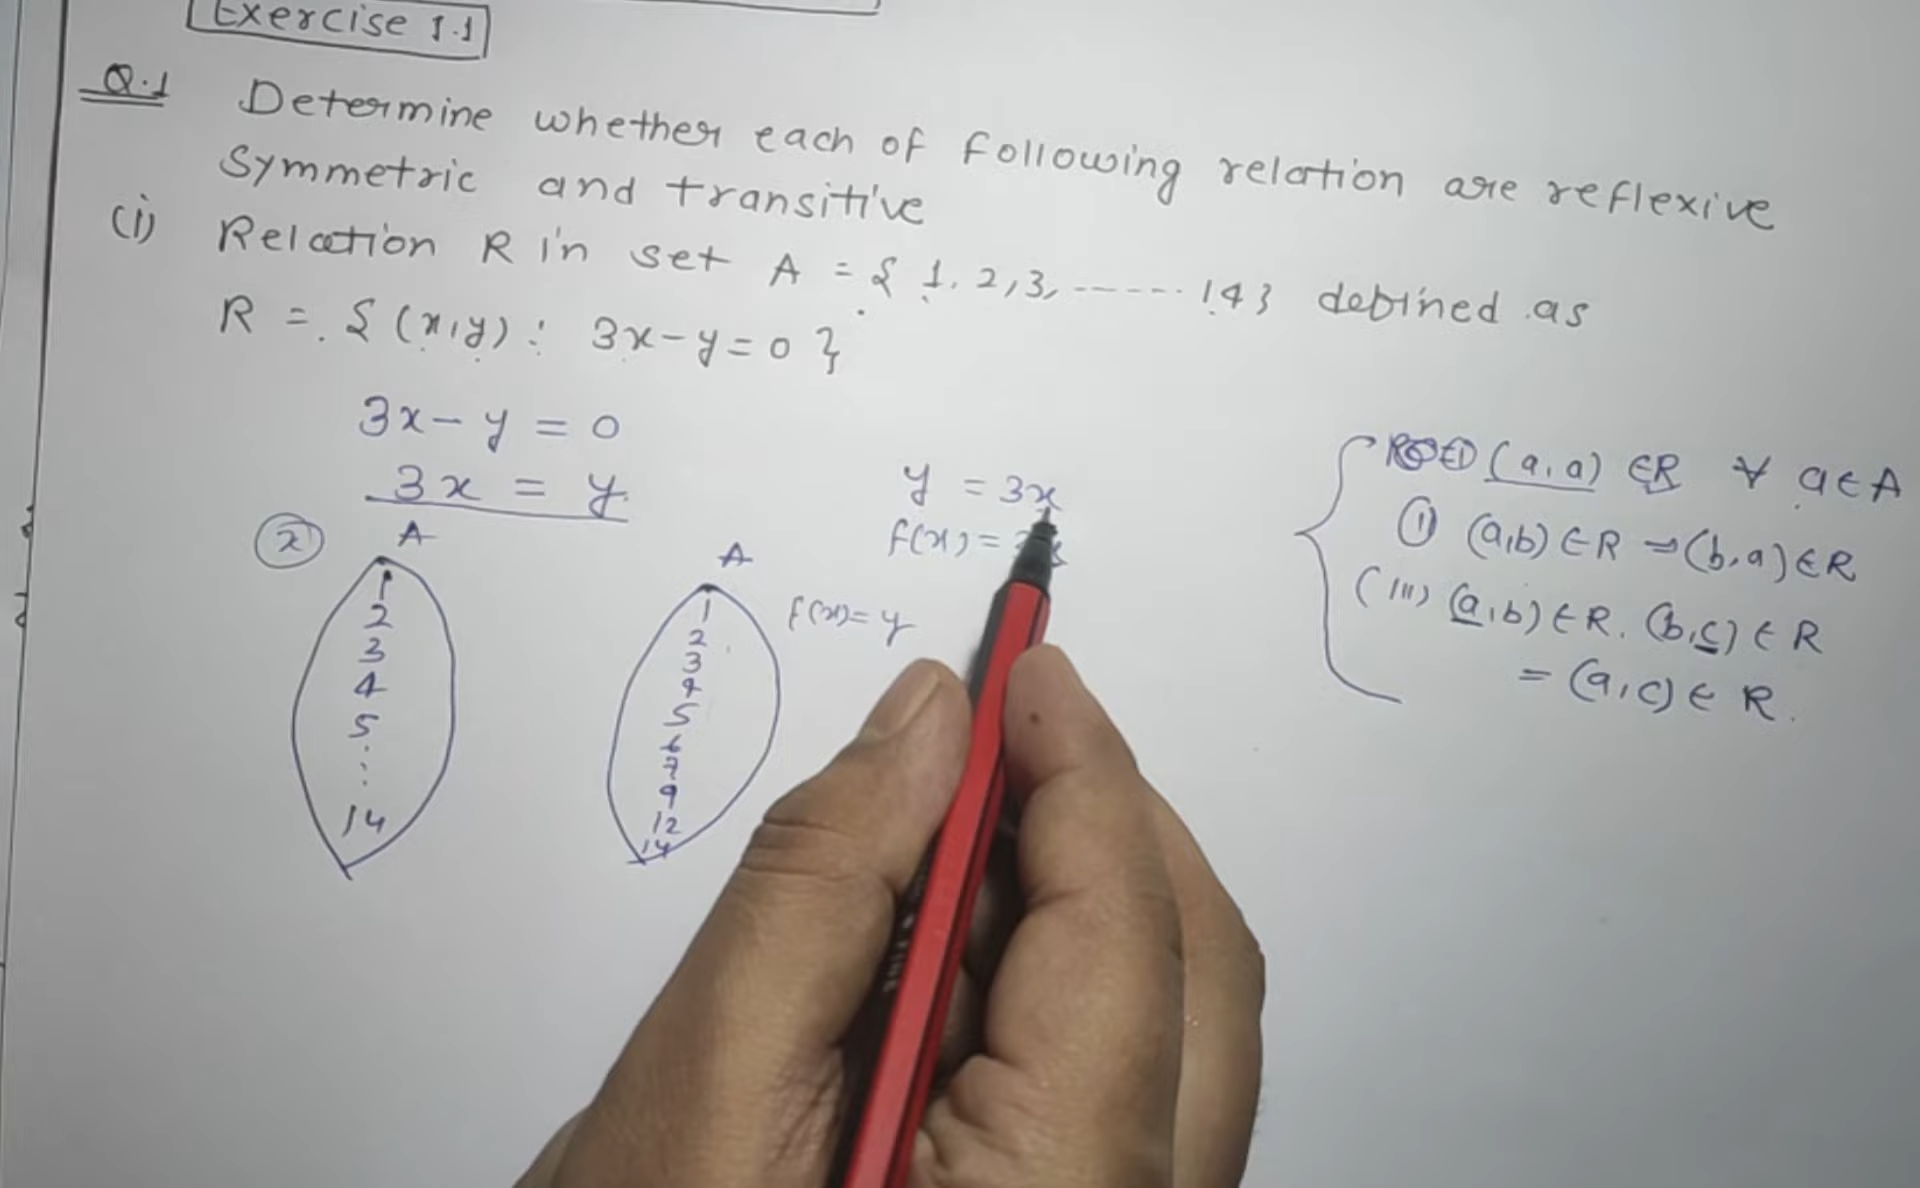 Exercise 1.1
Q.1 Determine whether each of following relation are reflexive
Symmetric and transitive
(i) Relation R in set A = { 1, 2, 3, ------ 14} defined as
R = { (x, y) : 3x - y = 0 }
3x - y = 0
3x = y
y = 3x
f(x) =
x
A
1
2
3
4
5
:
14
A
1
2
3
4
5
6
7
9
12
14
f(x) = y
(a, a) ∈ R ∀ a ∈ A
(a, b) ∈ R → (b, a) ∈ R
(III) (a, b) ∈ R. (b, c) ∈ R
= (a, c) ∈ R.